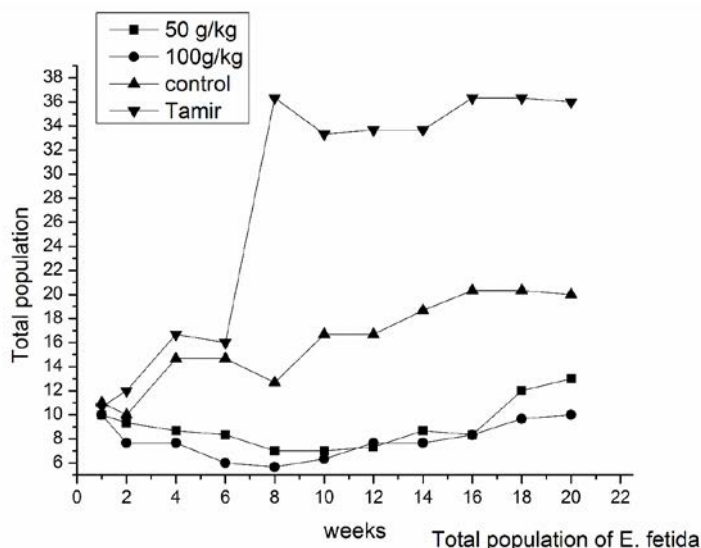 50 g/kg
100g/kg
control
Tamir
38
36
34
32
30
28
26
24
22
20
18
16
14
12
10
8
6
Total population
0 2 4 6 8 10 12 14 16 18 20 22
weeks
Total population of E. fetida